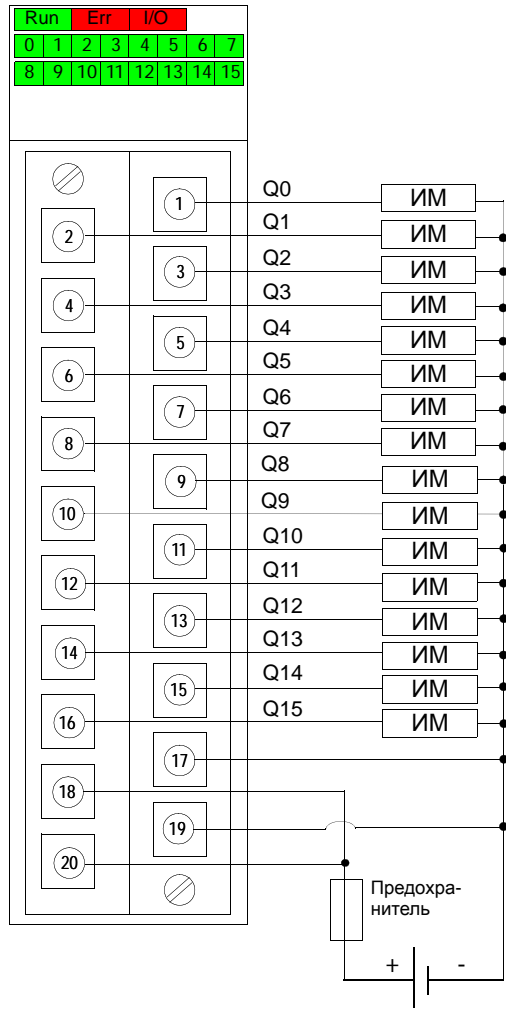 Run Err I/O
0 1 2 3 4 5 6 7
8 9 10 11 12 13 14 15
1 Q0 ИМ
2 Q1 ИМ
3 Q2 ИМ
4 Q3 ИМ
5 Q4 ИМ
6 Q5 ИМ
7 Q6 ИМ
8 Q7 ИМ
9 Q8 ИМ
10 Q9 ИМ
11 Q10 ИМ
12 Q11 ИМ
13 Q12 ИМ
14 Q13 ИМ
15 Q14 ИМ
16 Q15 ИМ
17
18
19
20
Предохра-
нитель
+ -